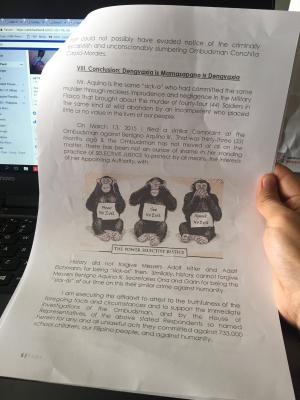 could not possibly have evaded notice of the criminally
and unconscionably slumbering Ombudsman Conchita
Carpio-Morales.
VIII. Conclusion: Dengvaxia is Mamasapano is Dengvaxia
Mr. Aquino is the same "sick-o" who had committed the same
murder through reckless imprudence and negligence in the Military
Fiasco that brought about the murder of fourty-four (44) Raiders in
the same kind of wild abandon by an incompetent who placed
little or no value in the lives of our people.
On March 13, 2015 I filed a similar Complaint at the
Ombudsman against Benigno Aquino III. That was thirty-three (33)
months ago & the Ombudsman has not moved at all on the
matter. There has been not an ounce of shame in her standing
practice of SELECTIVE JUSTICE to protect by all means, the interests
of her Appointing Authority, with
Hear
No Evil
See
No Evil
Speak
No Evil
THE POWER SELECTIVE JUSTICE
History did not forgive Messers Adolf Hitler and Adolf
Eichmann for being "sick-os" then. Similarly, history cannot forgive
Messers Benigno Aquino III, Secretaries Ona and Garin for being the
"sick-os" of our time on this their similar crime against humanity.
I am executing this affidavit to attest to the truthfulness of the
foregoing facts and circumstances and to support the immediate
investigations of the Ombudsman, and by the House of
Representatives, of the above stated Respondents so named
herein for any and all unlawful acts they committed against 733,000
school children, our Filipino people, and against humanity.